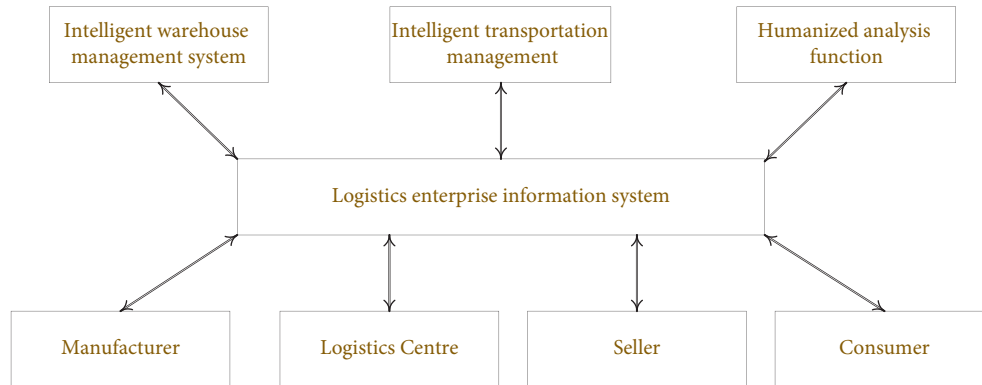 Intelligent warehouse
management system
Intelligent transportation
management
Humanized analysis
function
Logistics enterprise information system
Manufacturer
Logistics Centre
Seller
Consumer